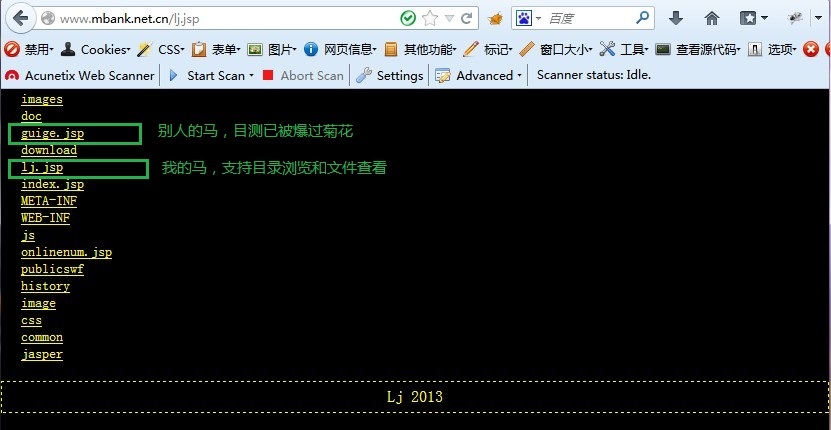 www.mbank.net.cn/lj.jsp
百度
禁用 Cookies CSS 表单 图片 网页信息 其他功能 标记 窗口大小 工具 查看源代码 选项
Acunetix Web Scanner Start Scan Abort Scan Settings Advanced Scanner status: Idle.
images
doc
guige.jsp 别人的马，目测已被爆过菊花
download
lj.jsp 我的马，支持目录浏览和文件查看
index.jsp
META-INF
WEB-INF
js
onlinenum.jsp
publicswf
history
image
css
common
jasper
Lj 2013